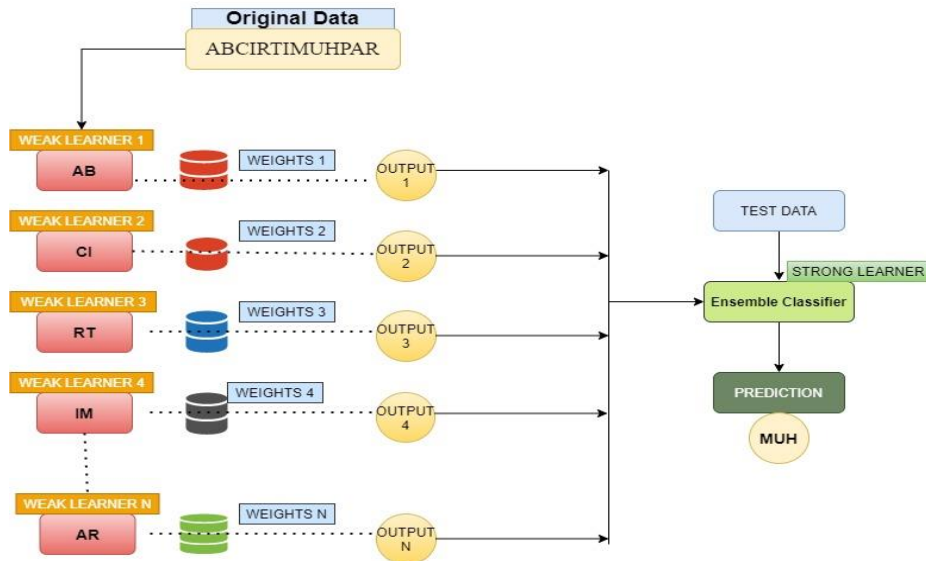 Original Data
ABCIRTIMUHPAR
WEAK LEARNER 1
AB
WEIGHTS 1
OUTPUT
1
WEAK LEARNER 2
CI
WEIGHTS 2
OUTPUT
2
WEAK LEARNER 3
RT
WEIGHTS 3
OUTPUT
3
WEAK LEARNER 4
IM
WEIGHTS 4
OUTPUT
4
WEAK LEARNER N
AR
WEIGHTS N
OUTPUT
N
TEST DATA
STRONG LEARNER
Ensemble Classifier
PREDICTION
MUH